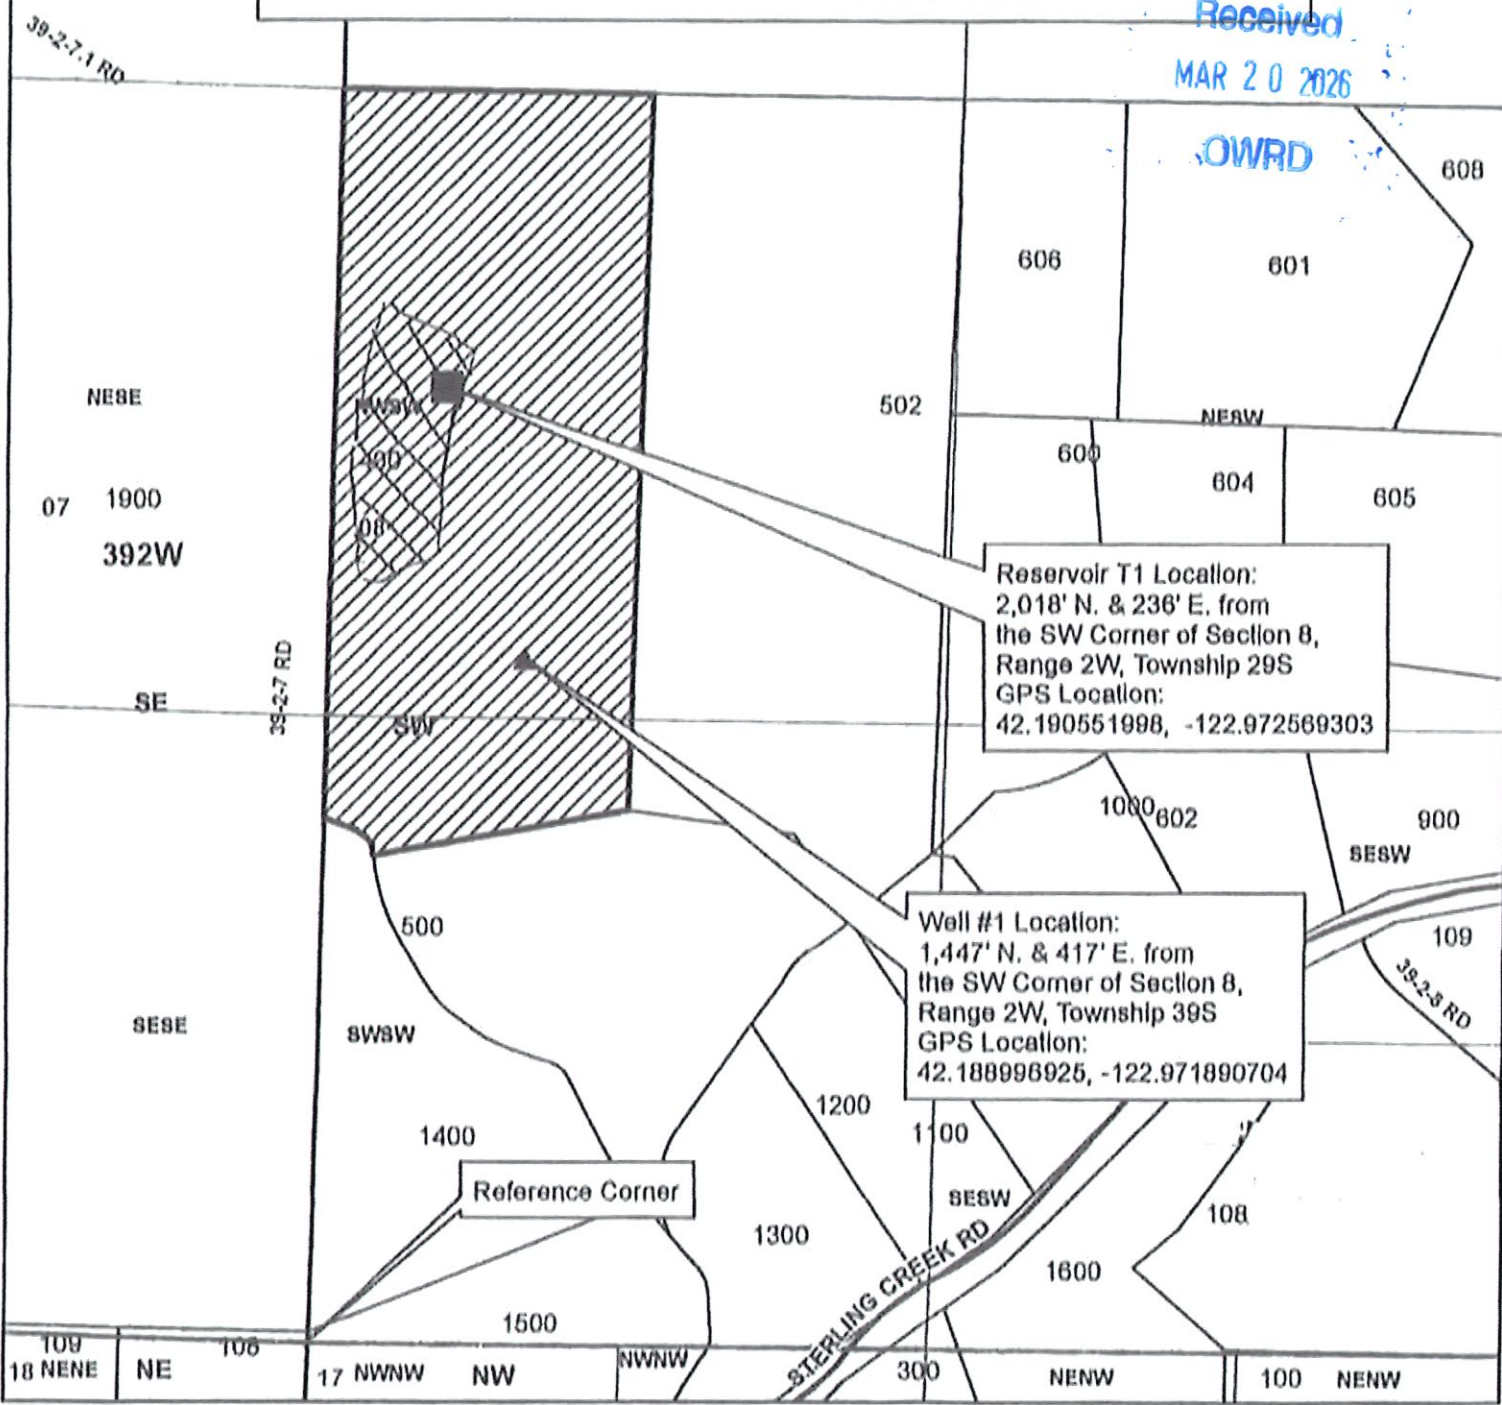 39-2-7.1 RD
Received
MAR 20 2026
OWRD
608
606
601
NESE
NWSW
502
NESW
400
600
604
605
07
1900
08
392W
Reservoir T1 Location:
2,018' N. & 236' E. from
the SW Corner of Section 8,
Range 2W, Township 29S
GPS Location:
42.190551998, -122.972569303
39-2-7 RD
SE
SW
1000
602
900
SESW
500
Well #1 Location:
1,447' N. & 417' E. from
the SW Corner of Section 8,
Range 2W, Township 39S
GPS Location:
42.188996925, -122.971890704
109
39-2-8 RD
SESE
SWSW
1200
1100
1400
Reference Corner
SESW
108
1300
STERLING CREEK RD
1600
1500
109
108
18 NENE
NE
17 NWNW
NW
NWNW
300
NENW
100
NENW